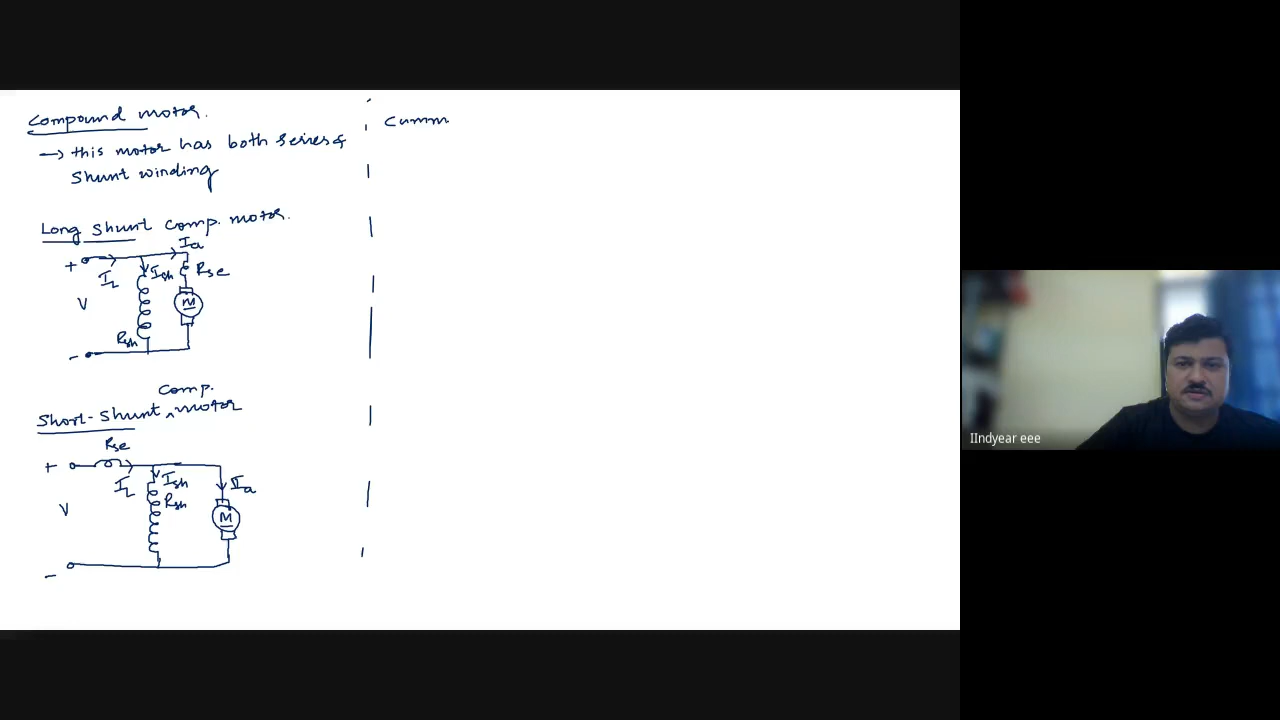 Compound motor.
→ this motor has both Series &
Shunt winding
Long Shunt Comp. motor.
Ia
+
IL
Ish
Rse
V
M
Rsh
-
Comp.
Short-Shunt ^ motor
Rse
+
IL
Ish
Ia
Rsh
V
M
-
Cumm
IIndyear eee